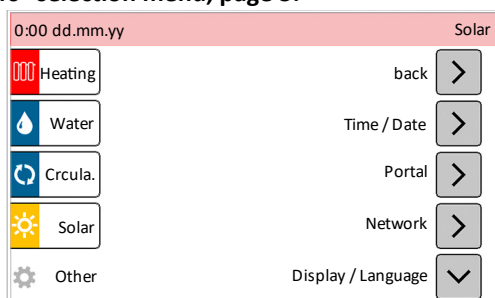 0:00 dd.mm.yy Solar
Heating back
Water Time / Date
Crcula. Portal
Solar Network
Other Display / Language